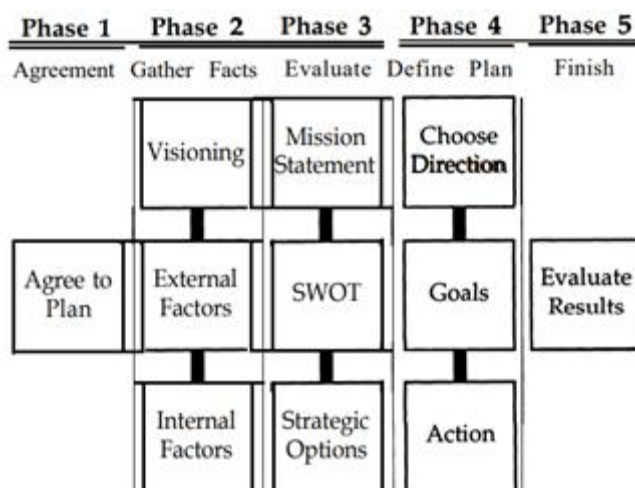 Phase 1 Phase 2 Phase 3 Phase 4 Phase 5
Agreement Gather Facts Evaluate Define Plan Finish
Visioning
Mission
Statement
Choose
Direction
Agree to
Plan
External
Factors
SWOT
Goals
Evaluate
Results
Internal
Factors
Strategic
Options
Action